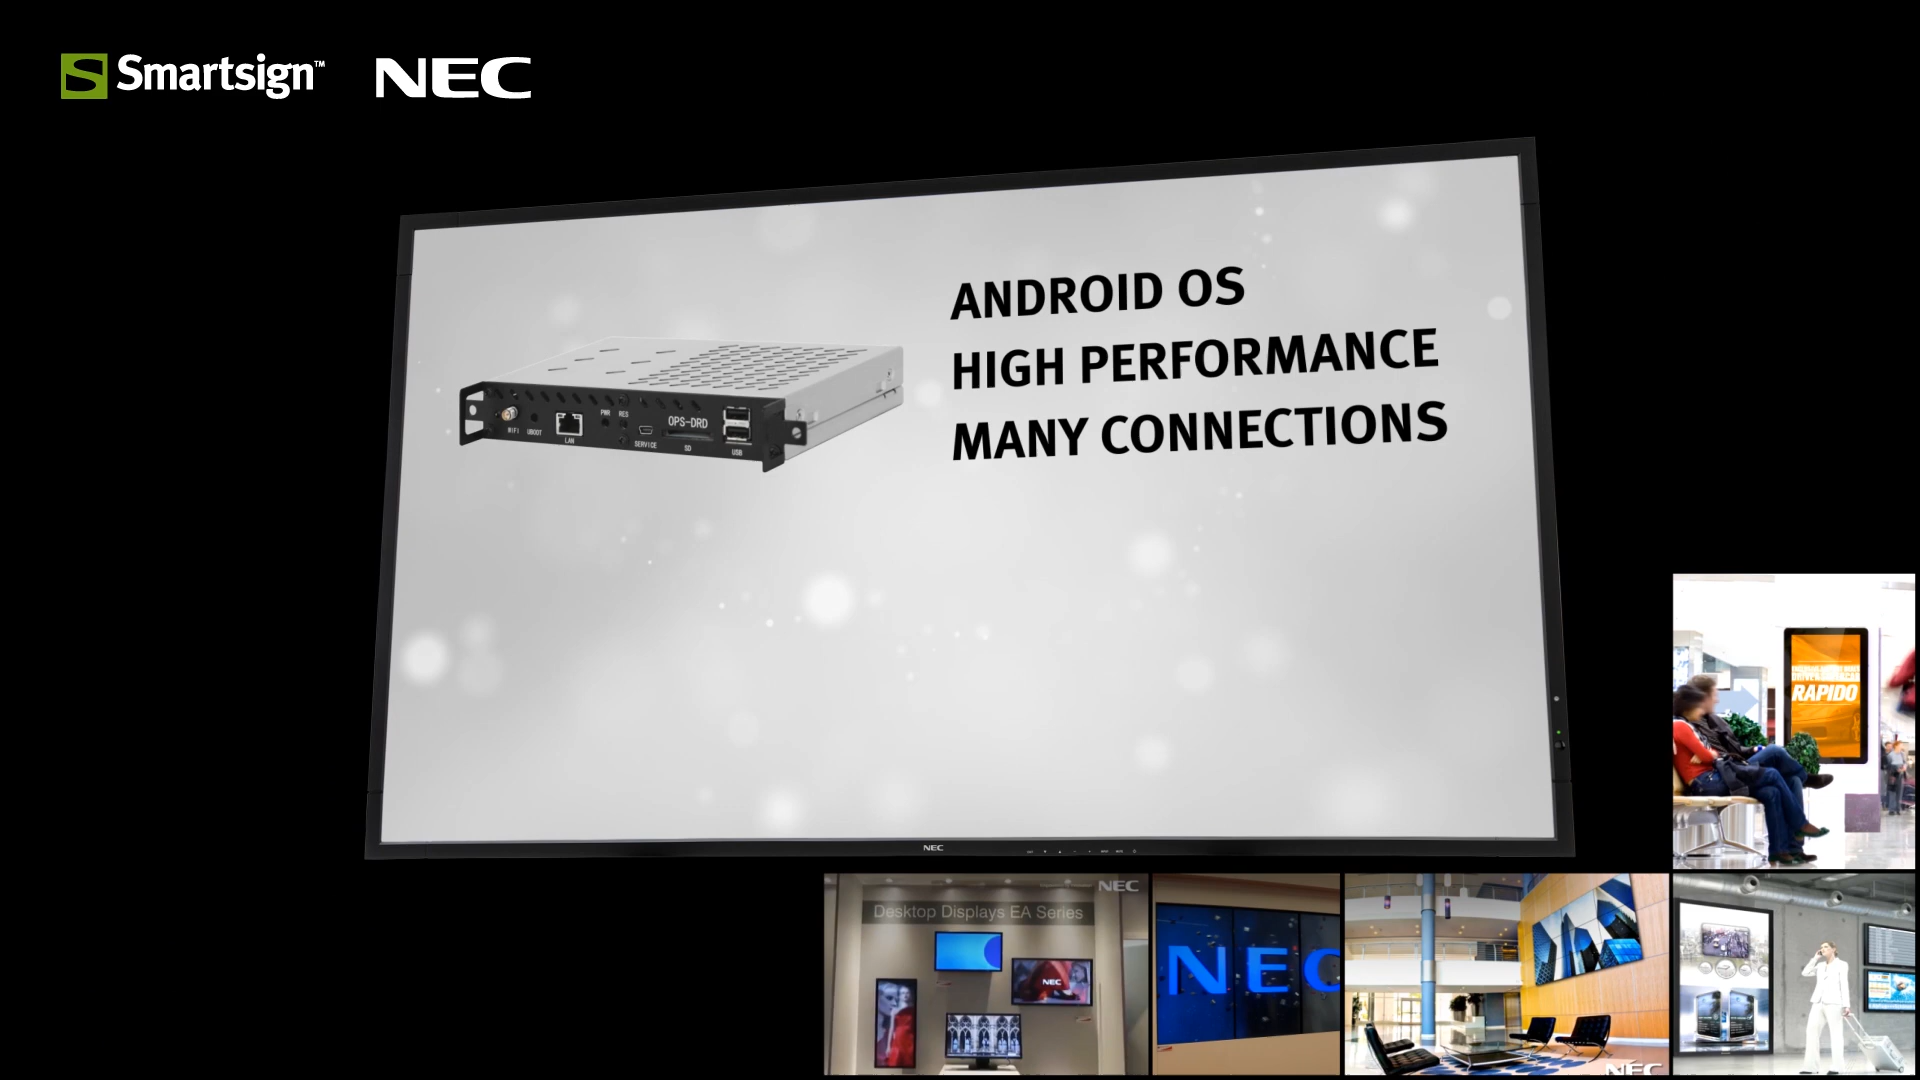 Smartsign™
NEC
ANDROID OS
HIGH PERFORMANCE
MANY CONNECTIONS
WiFi
UBOOT
LAN
PWR
RES
SERVICE
OPS-DRD
SD
USB
NEC
RAPIDO
NEC
Desktop Displays EA Series
NEC
NEC
NEC